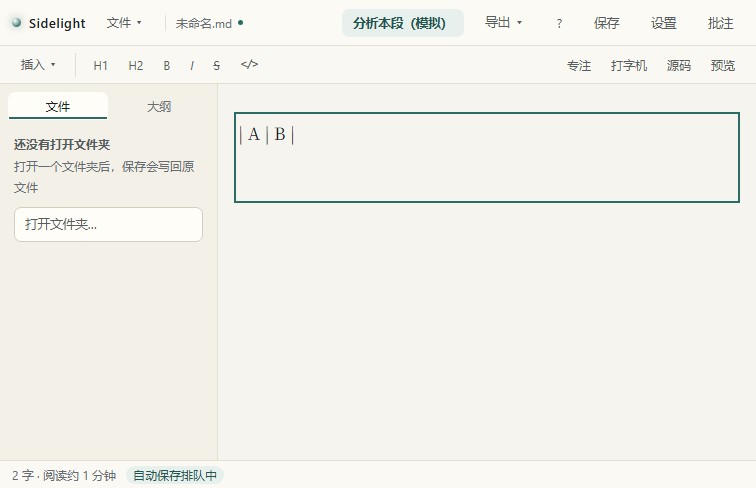 Sidelight 文件 未命名.md 分析本段（模拟） 导出 ? 保存 设置 批注
插入 H1 H2 B I S </> 专注 打字机 源码 预览
文件 大纲
还没有打开文件夹
打开一个文件夹后，保存会写回原
文件
打开文件夹...
| A | B |
2 字 · 阅读约 1 分钟 自动保存排队中